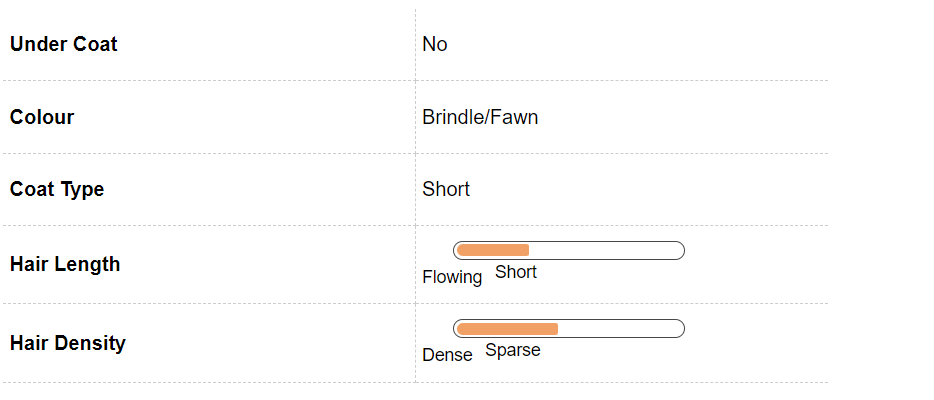 Under Coat No
Colour Brindle/Fawn
Coat Type Short
Hair Length
Flowing Short
Hair Density
Dense Sparse